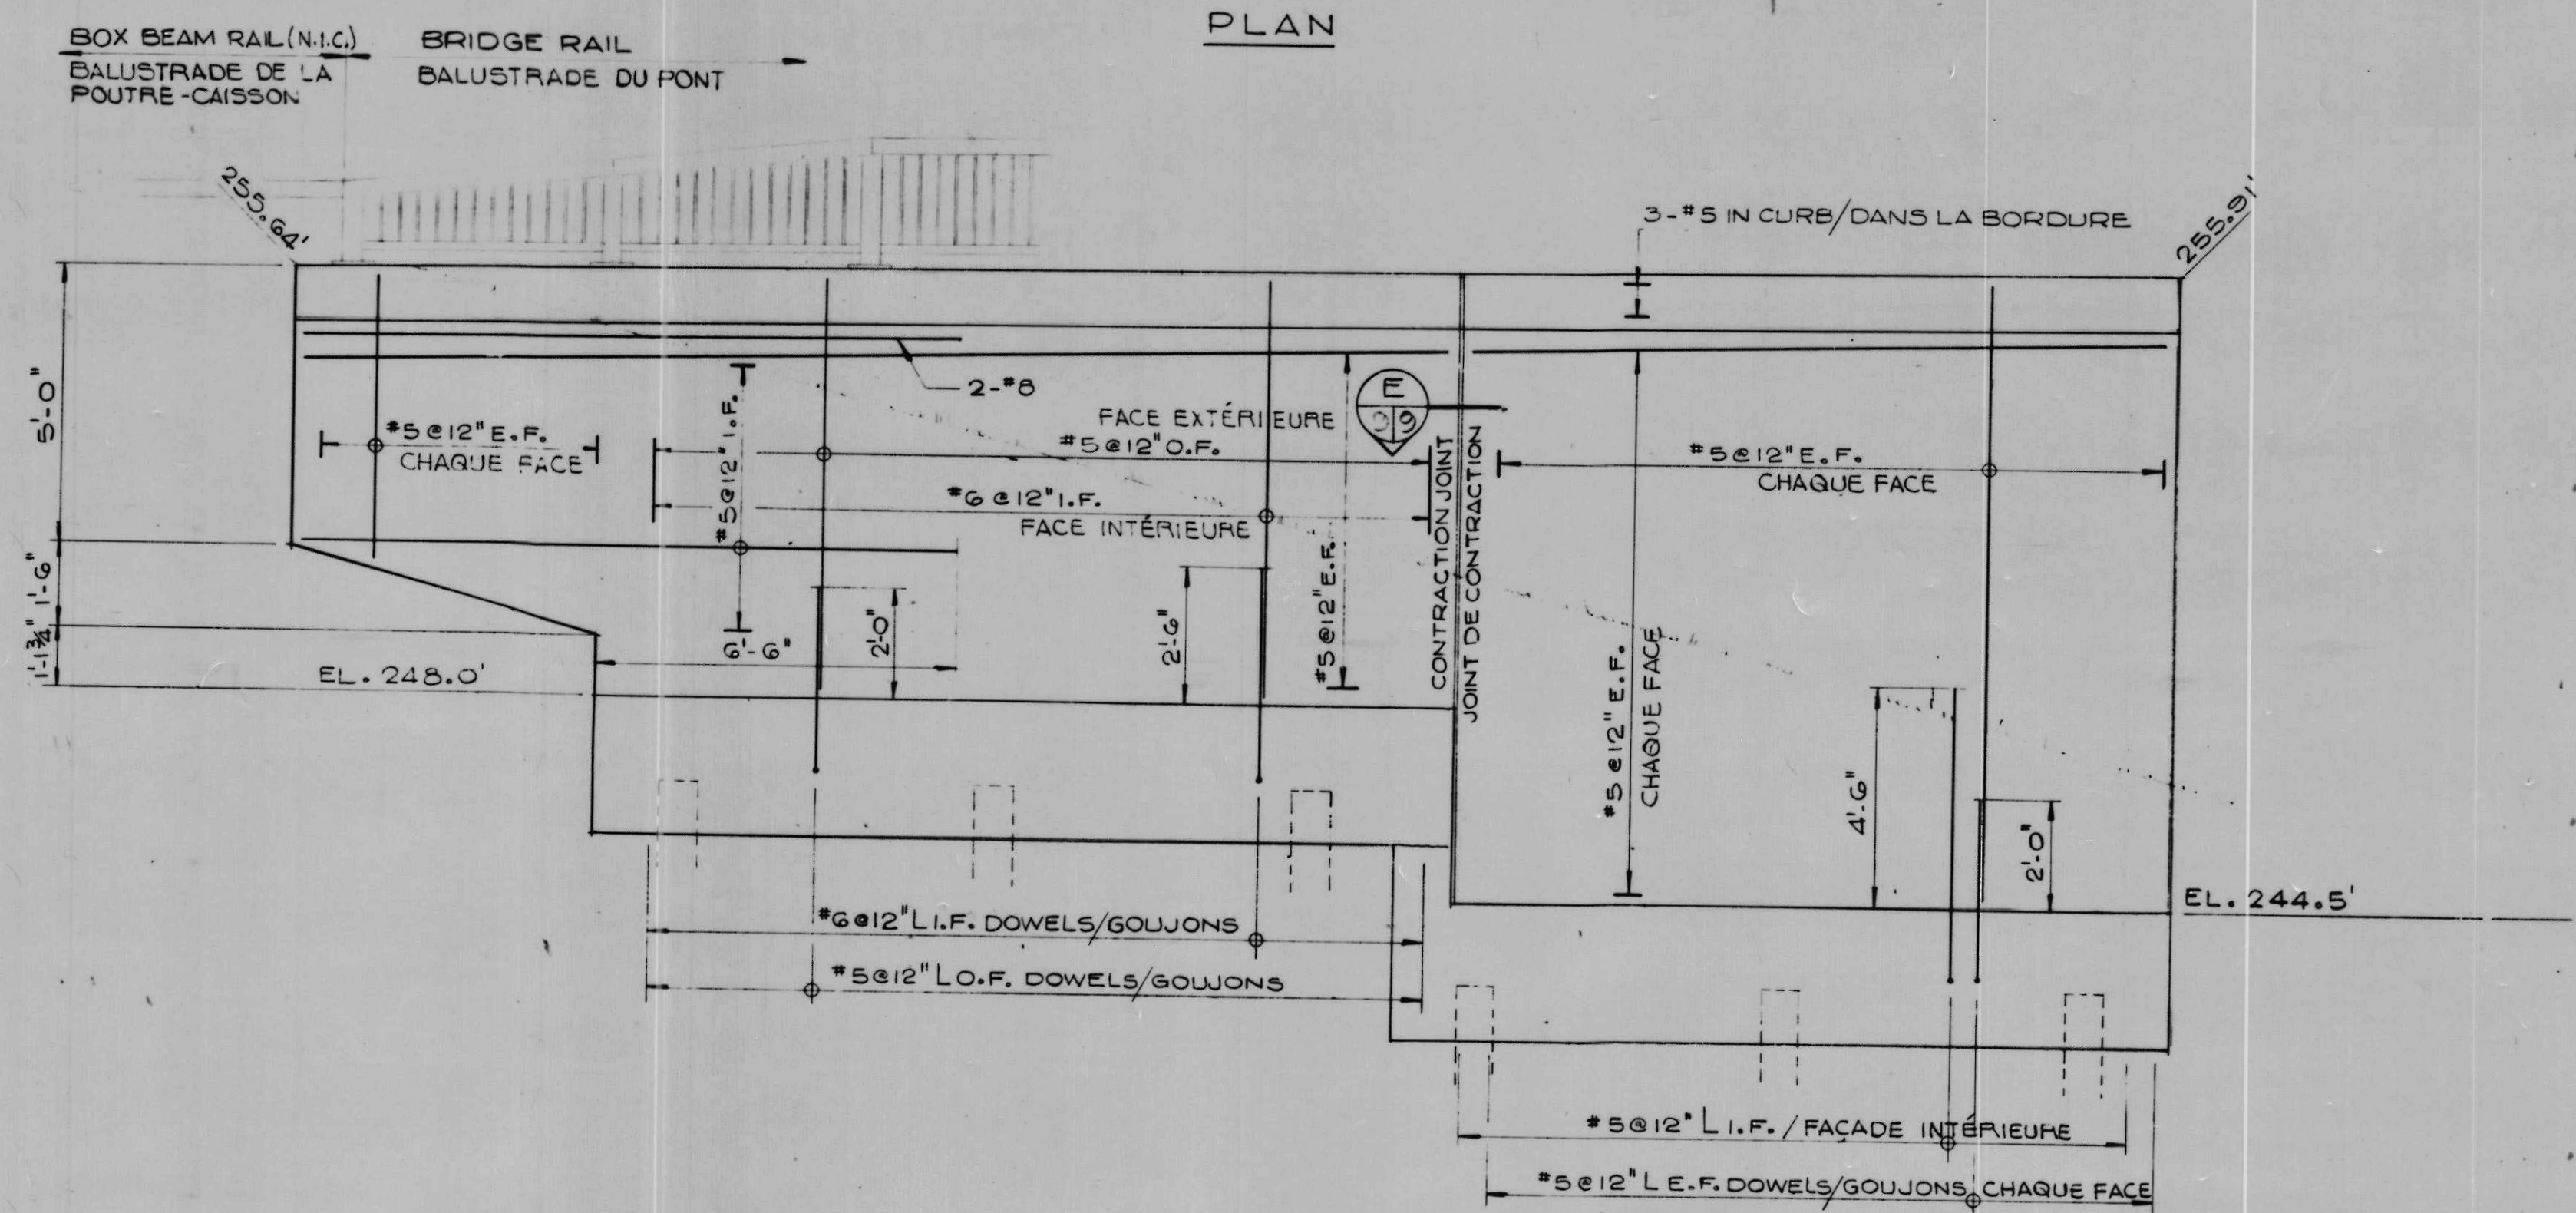 PLAN
BOX BEAM RAIL (N.I.C.)
BALUSTRADE DE LA
POUTRE-CAISSON
BRIDGE RAIL
BALUSTRADE DU PONT
255.64'
255.91'
3-#5 IN CURB/DANS LA BORDURE
5'-0"
1'-6"
1'-1¾"
2-#8
#5@12" E.F.
CHAQUE FACE
#5@12" I.F.
FACE EXTÉRIEURE
#5@12" O.F.
#6@12" I.F.
FACE INTÉRIEURE
E
9
#5@12" E.F.
CONTRACTION JOINT
JOINT DE CONTRACTION
#5@12" E.F.
CHAQUE FACE
#5@12" E.F.
CHAQUE FACE
6'-6"
2'-0"
2'-6"
EL. 248.0'
4'-6"
2'-0"
EL. 244.5'
#6@12" L I.F. DOWELS/GOUJONS
#5@12" L O.F. DOWELS/GOUJONS
#5@12" L I.F. / FAÇADE INTÉRIEURE
#5@12" L E.F. DOWELS/GOUJONS CHAQUE FACE